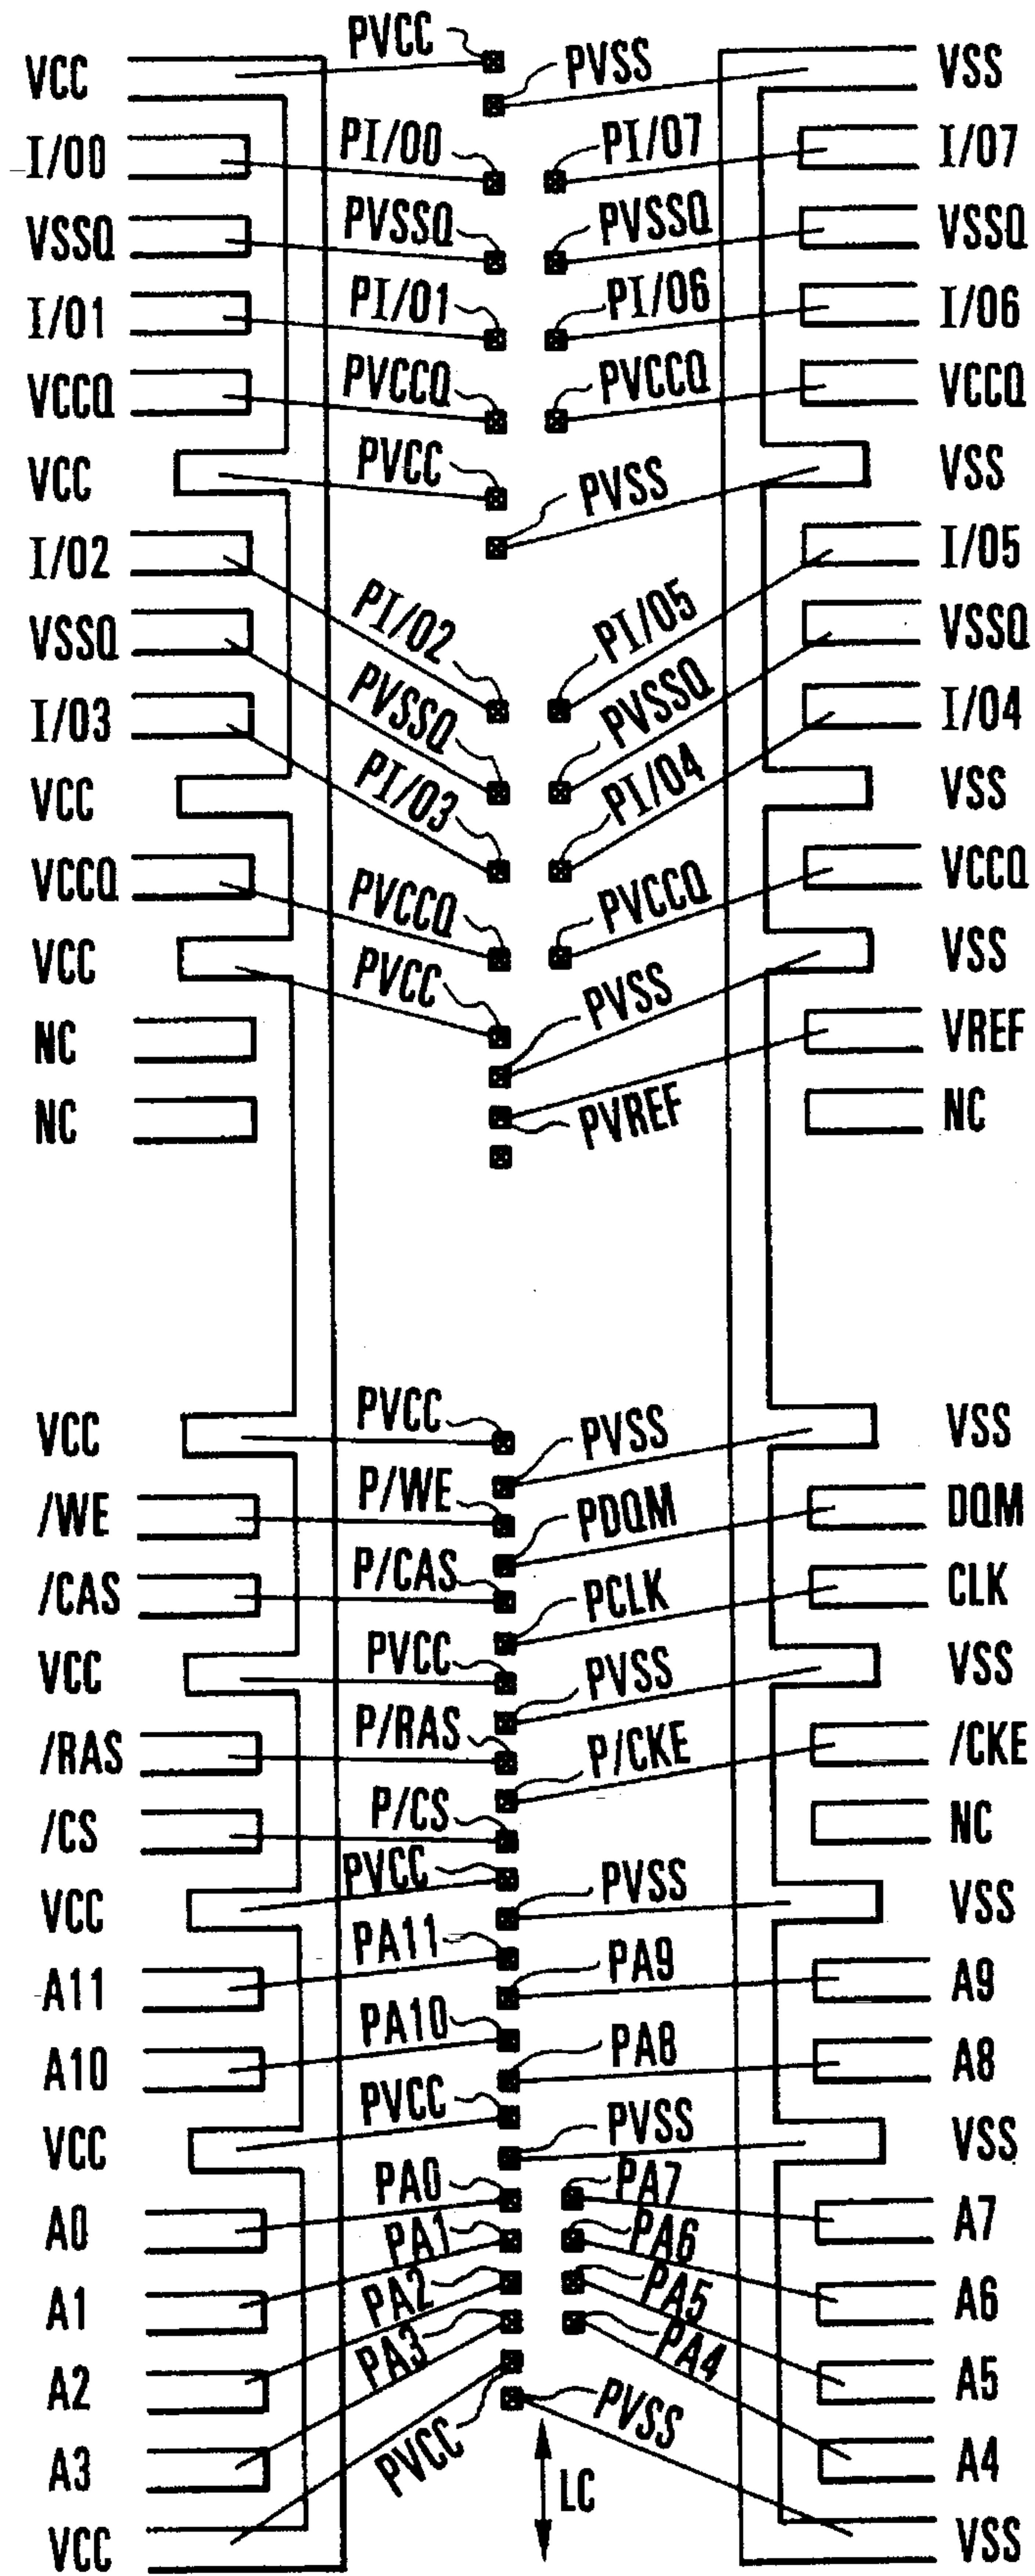 VCC PVCC PVSS VSS
I/O0 PI/O0 PI/O7 I/O7
VSSQ PVSSQ PVSSQ VSSQ
I/O1 PI/O1 PI/O6 I/O6
VCCQ PVCCQ PVCCQ VCCQ
VCC PVCC PVSS VSS
I/O2 PI/O2 PI/O5 I/O5
VSSQ PVSSQ PVSSQ VSSQ
I/O3 PI/O3 PI/O4 I/O4
VCC VSS
VCCQ PVCCQ PVCCQ VCCQ
VCC PVCC PVSS VSS
NC PVREF VREF
NC NC
VCC PVCC PVSS VSS
/WE P/WE PDQM DQM
/CAS P/CAS PCLK CLK
VCC PVCC PVSS VSS
/RAS P/RAS P/CKE /CKE
/CS P/CS NC
VCC PVCC PVSS VSS
A11 PA11 PA9 A9
A10 PA10 PA8 A8
VCC PVCC PVSS VSS
A0 PA0 PA7 A7
A1 PA1 PA6 A6
A2 PA2 PA5 A5
A3 PA3 PA4 A4
VCC PVCC PVSS VSS
LC